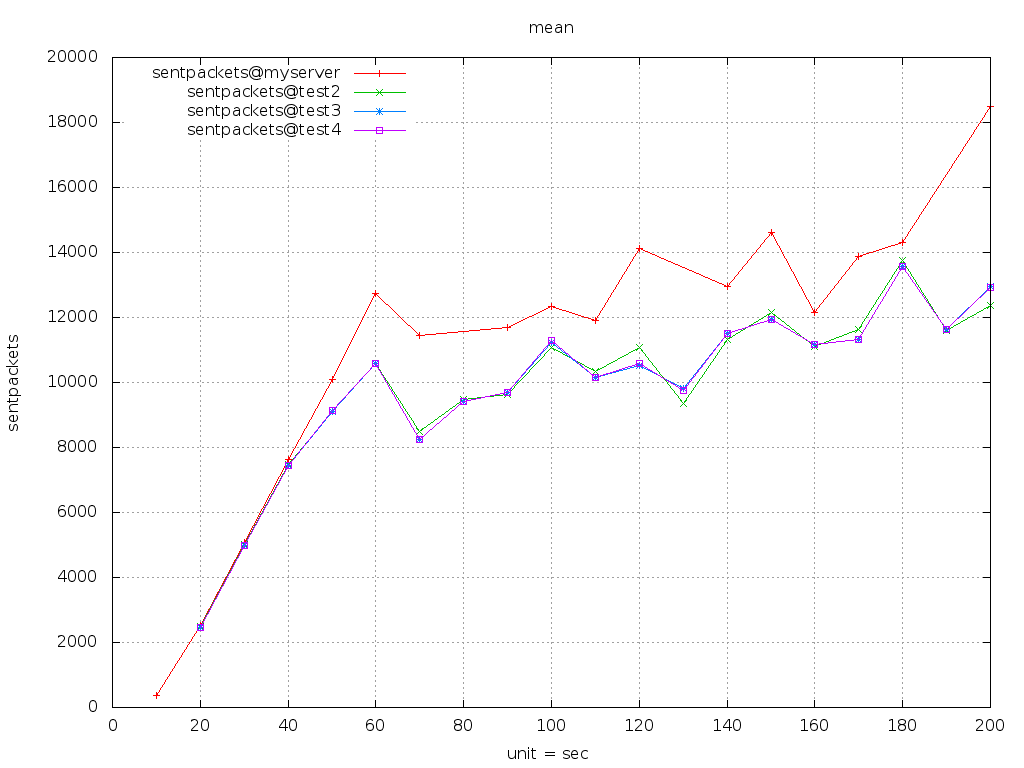 mean
20000
18000
16000
14000
12000
10000
8000
6000
4000
2000
0
sentpackets@myserver
sentpackets@test2
sentpackets@test3
sentpackets@test4
sentpackets
0 20 40 60 80 100 120 140 160 180 200
unit = sec